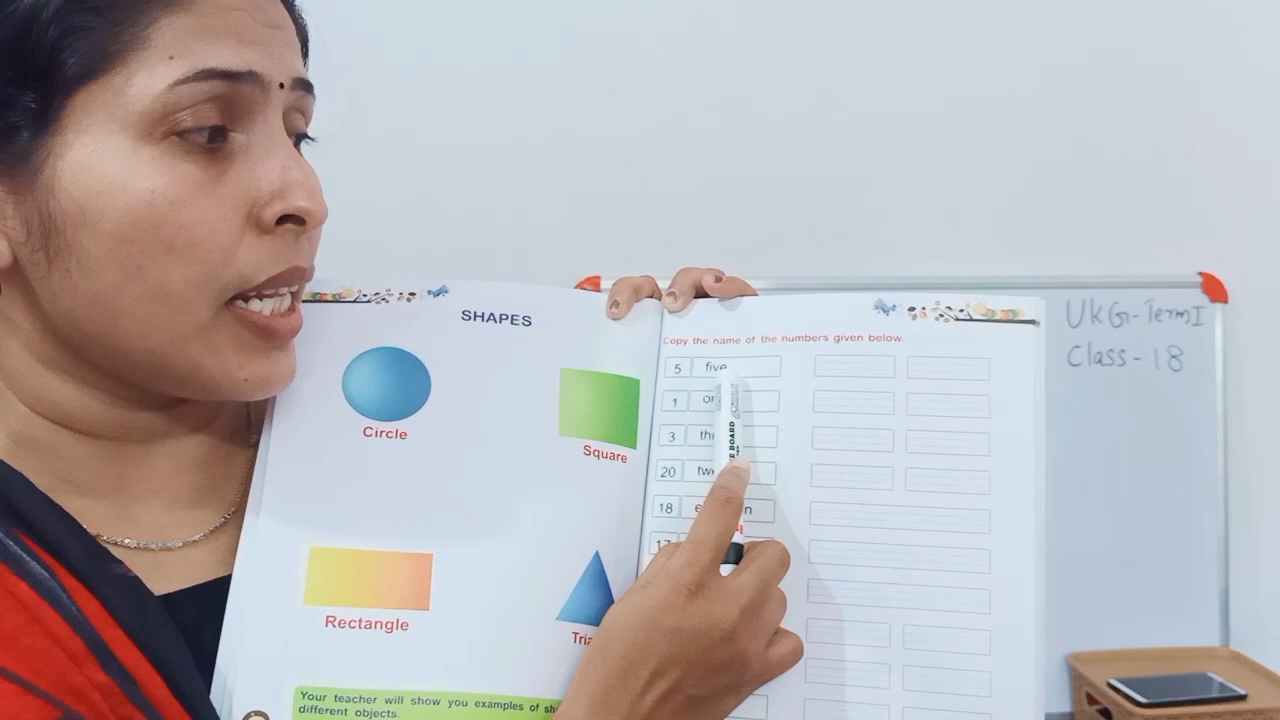 SHAPES
Circle
Square
Rectangle
Your teacher will show you examples of
different objects.
Copy the name of the numbers given below.
5 five
1
3
20
18
BOARD
UKG-Term I
Class-18